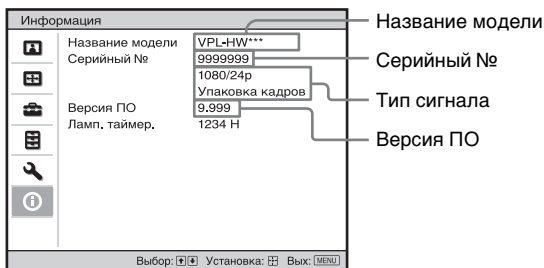 Информация
Название модели VPL-HW***
Серийный № 9999999
1080/24p
Упаковка кадров
Версия ПО 9.999
Ламп. таймер. 1234 H
Выбор: Установка: Вых: MENU
Название модели
Серийный №
Тип сигнала
Версия ПО